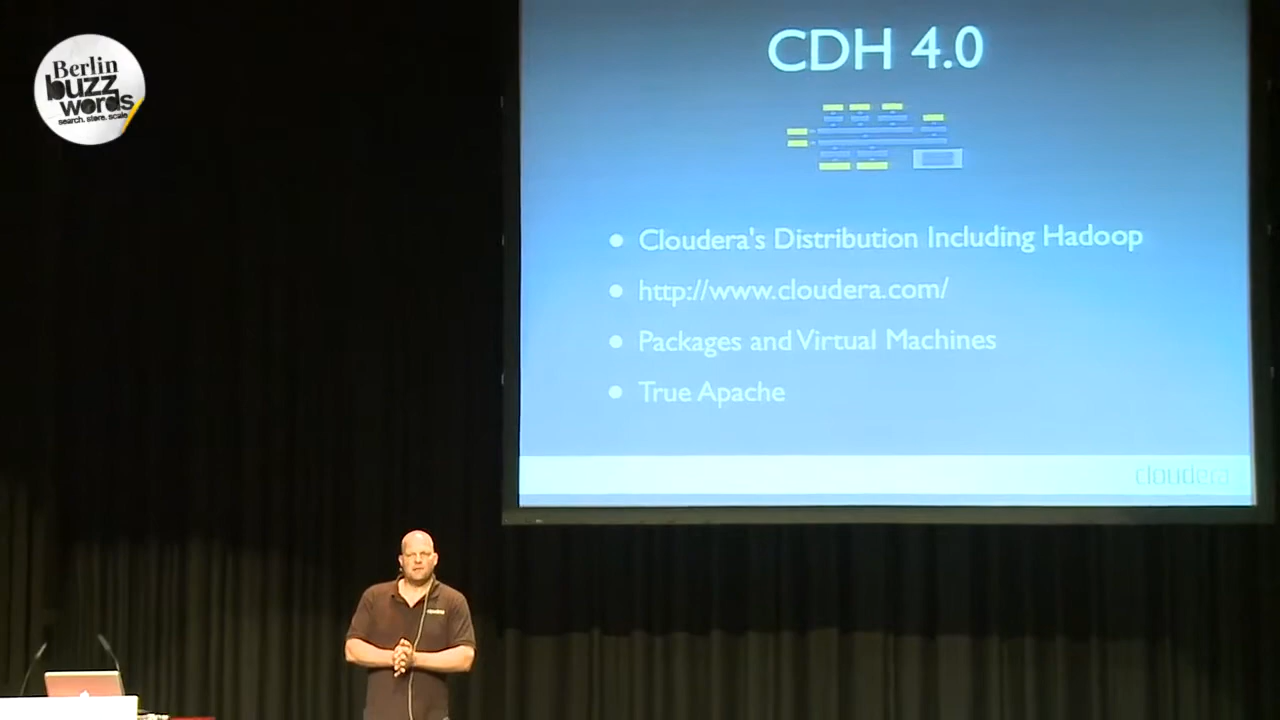 Berlin
buzz
words
search. store. scale
CDH 4.0
Cloudera's Distribution Including Hadoop
http://www.cloudera.com/
Packages and Virtual Machines
True Apache
cloudera